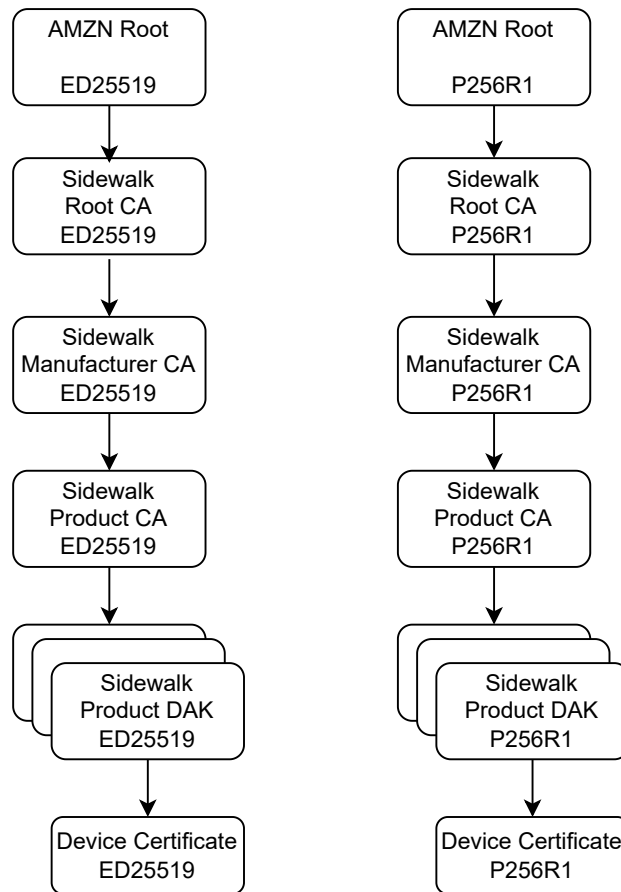 AMZN Root
ED25519
Sidewalk
Root CA
ED25519
Sidewalk
Manufacturer CA
ED25519
Sidewalk
Product CA
ED25519
Sidewalk
Product DAK
ED25519
Device Certificate
ED25519
AMZN Root
P256R1
Sidewalk
Root CA
P256R1
Sidewalk
Manufacturer CA
P256R1
Sidewalk
Product CA
P256R1
Sidewalk
Product DAK
P256R1
Device Certificate
P256R1